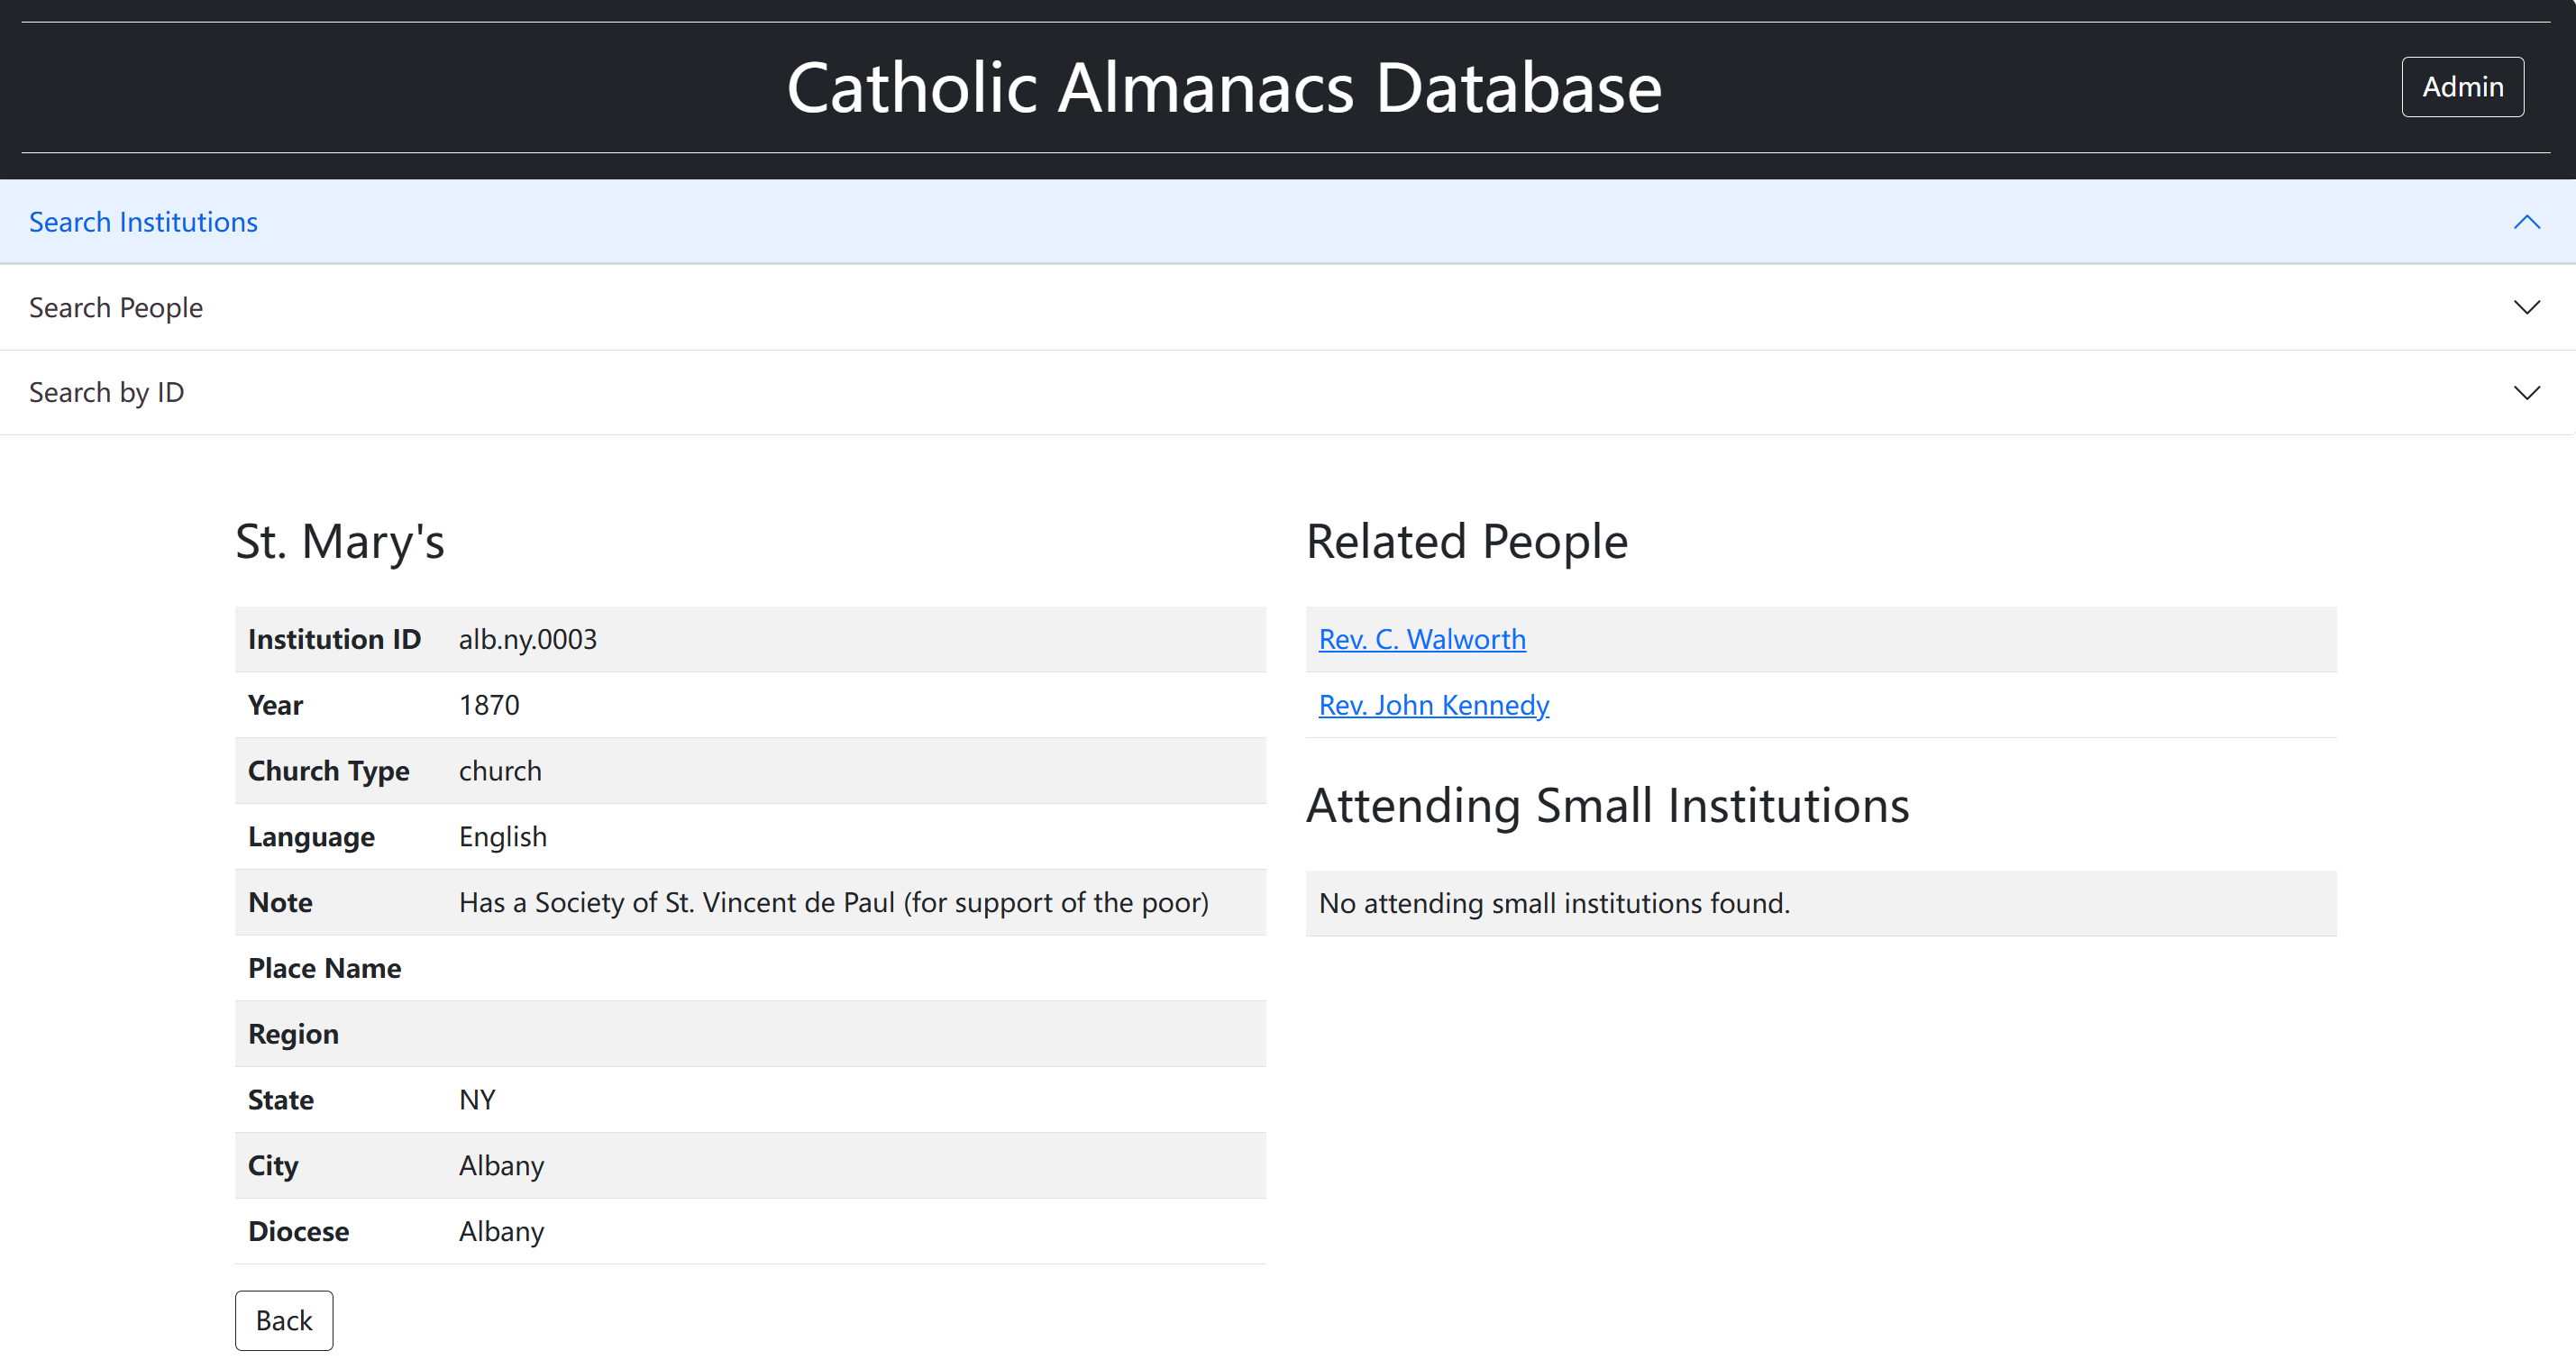 Catholic Almanacs Database
Admin
Search Institutions
Search People
Search by ID
St. Mary's
Institution ID alb.ny.0003
Year 1870
Church Type church
Language English
Note Has a Society of St. Vincent de Paul (for support of the poor)
Place Name
Region
State NY
City Albany
Diocese Albany
Back
Related People
Rev. C. Walworth
Rev. John Kennedy
Attending Small Institutions
No attending small institutions found.